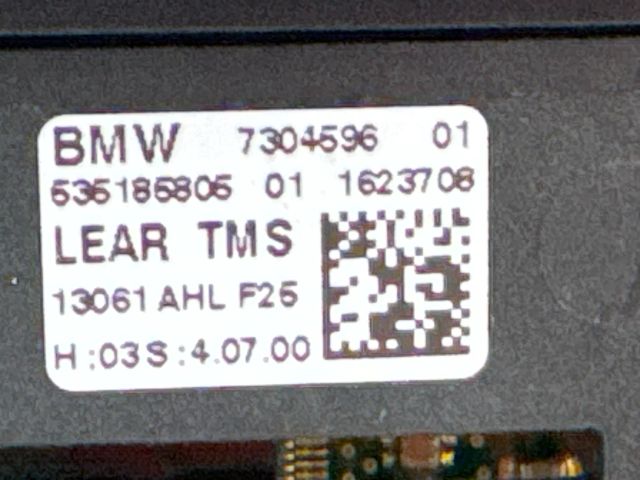 BMW 7304596 01
535185805 01 1623708
LEAR TMS
13061 AHL F25
H :03 S :4.07.00